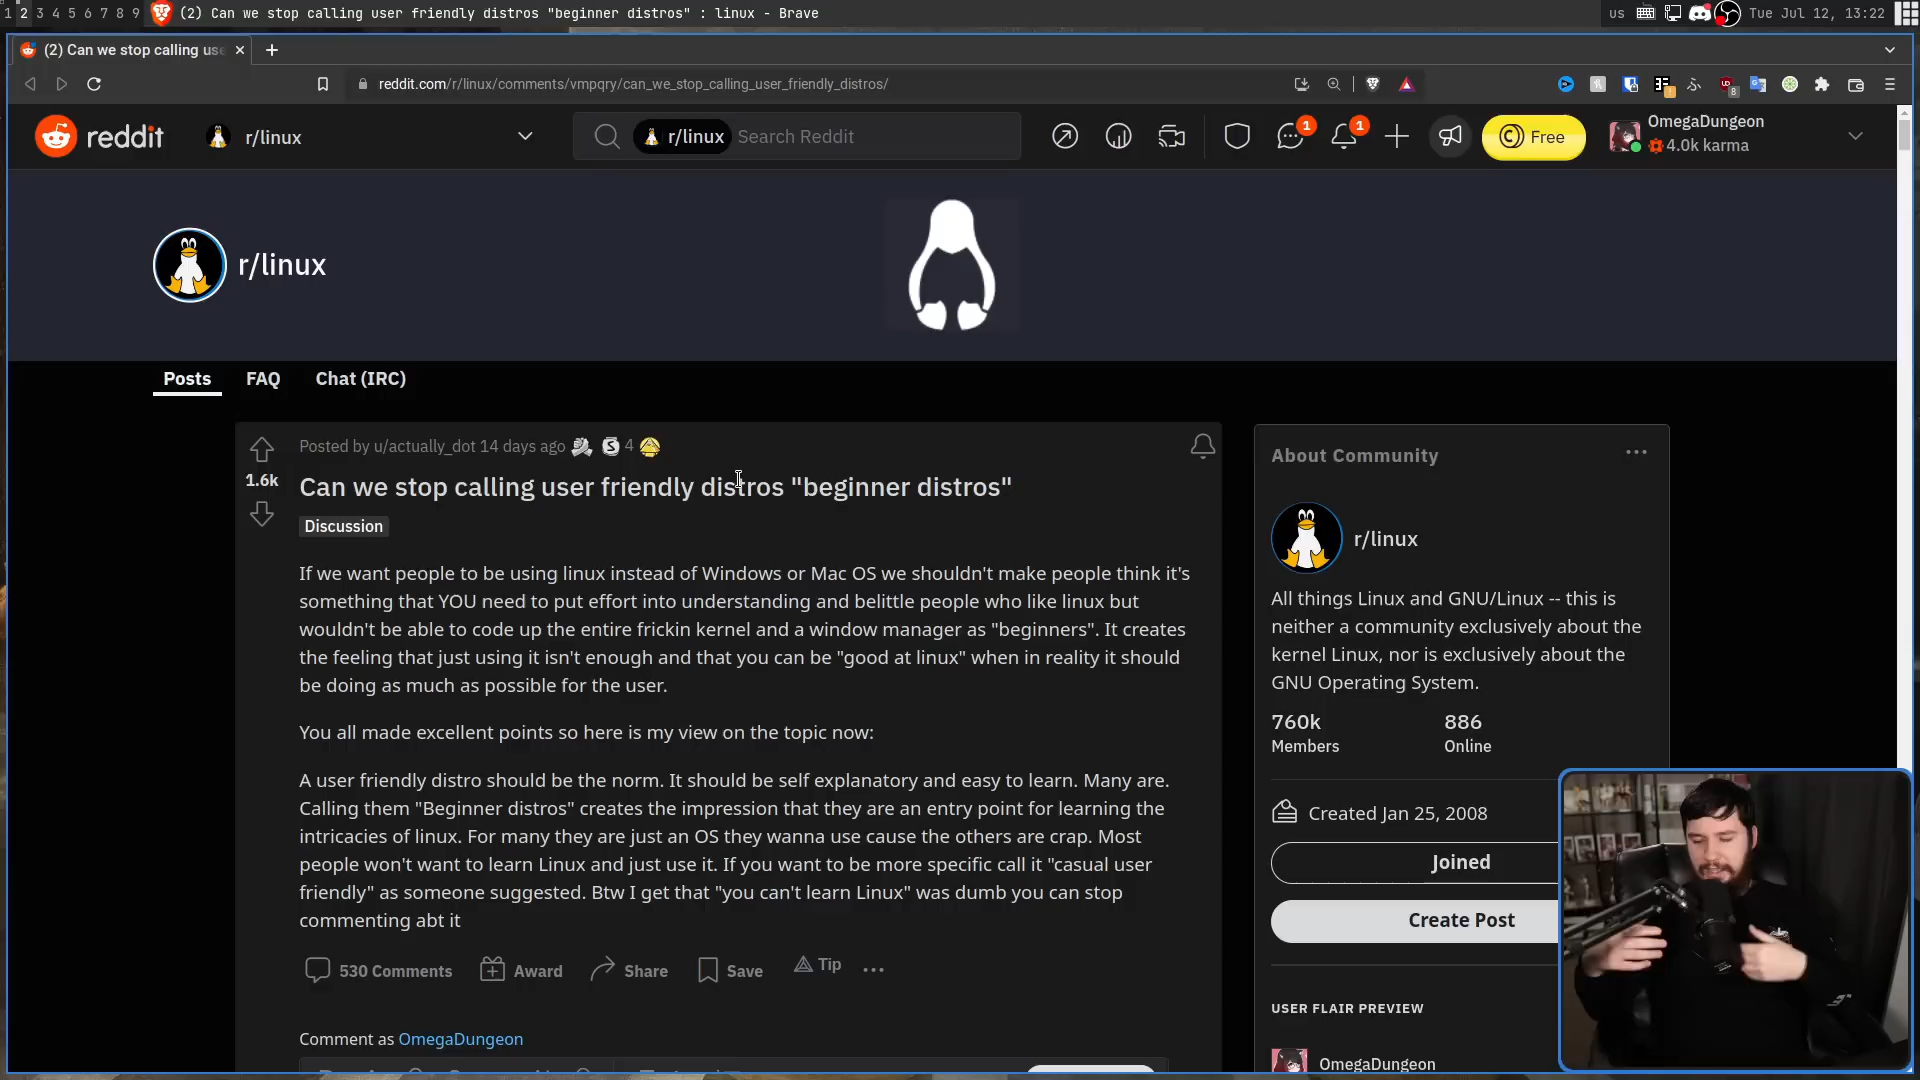 1 2 3 4 5 6 7 8 9 (2) Can we stop calling user friendly distros "beginner distros" : linux - Brave
us Tue Jul 12, 13:22
(2) Can we stop calling use
reddit.com/r/linux/comments/vmpqry/can_we_stop_calling_user_friendly_distros/
reddit r/linux r/linux Search Reddit 1 1 Free OmegaDungeon
4.0k karma
r/linux
Posts FAQ Chat (IRC)
Posted by u/actually_dot 14 days ago S 4
1.6k
Can we stop calling user friendly distros "beginner distros"
Discussion
If we want people to be using linux instead of Windows or Mac OS we shouldn't make people think it's
something that YOU need to put effort into understanding and belittle people who like linux but
wouldn't be able to code up the entire frickin kernel and a window manager as "beginners". It creates
the feeling that just using it isn't enough and that you can be "good at linux" when in reality it should
be doing as much as possible for the user.
You all made excellent points so here is my view on the topic now:
A user friendly distro should be the norm. It should be self explanatory and easy to learn. Many are.
Calling them "Beginner distros" creates the impression that they are an entry point for learning the
intricacies of linux. For many they are just an OS they wanna use cause the others are crap. Most
people won't want to learn Linux and just use it. If you want to be more specific call it "casual user
friendly" as someone suggested. Btw I get that "you can't learn Linux" was dumb you can stop
commenting abt it
530 Comments Award Share Save Tip
Comment as OmegaDungeon
About Community
r/linux
All things Linux and GNU/Linux -- this is
neither a community exclusively about the
kernel Linux, nor is exclusively about the
GNU Operating System.
760k 886
Members Online
Created Jan 25, 2008
Joined
Create Post
USER FLAIR PREVIEW
OmegaDungeon